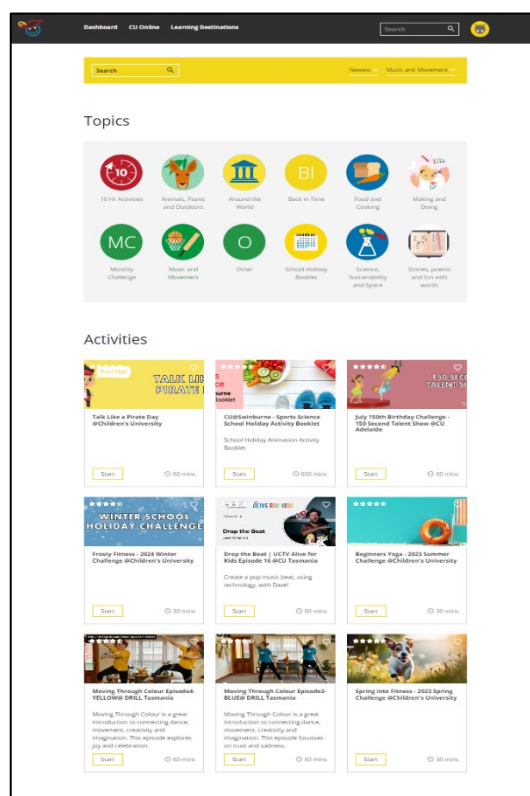 Dashboard CU Online Learning Destinations Search
Search Newest Music and Movement
Topics
10
BI
10 Hr Activities
Animals, Plants
and Outdoors
Around the
World
Back in Time
Food and
Cooking
Making and
Doing
MC
O
Monthly
Challenge
Music and
Movement
Other
School Holiday
Booklet
Science,
Sustainability
and Space
Stories, poems
and fun with
words
Activities
TALK LI
PIRATE
Talk Like a Pirate Day
@Children's University
Start 60 mins
CU@Swinburne - Sports Science
School Holiday Activity Booklet
School Holiday Animation Activity
Booklet
Start 600 mins
150 SEC
TALENT
July 150th Birthday Challenge -
150 Second Talent Show @CU
Adelaide
Start 60 mins
WINTER SCHOOL
HOLIDAY CHALLENGE
Frosty Fitness - 2024 Winter
Challenge @Children's University
Start 30 mins
ALIVE FOR KIDS
Drop the Beat
Drop the Beat | UCTV Alive for
Kids Episode 16 @CU Tasmania
Create a pop music beat, using
technology, with Dave!
Start 60 mins
Beginners Yoga - 2023 Summer
Challenge @Children's University
Start 30 mins
Moving Through Colour Episode4-
YELLOW@ DRILL Tasmania
Moving Through Colour is a great
introduction to connecting dance,
movement, creativity and
imagination. This episode explores
joy and celebration.
Start 60 mins
Moving Through Colour Episode3-
BLUE@ DRILL Tasmania
Moving Through Colour is a great
introduction to connecting dance,
movement, creativity and
imagination. This episode focusses
on trust and sadness.
Start 60 mins
Spring into Fitness - 2023 Spring
Challenge @Children's University
Start 30 mins